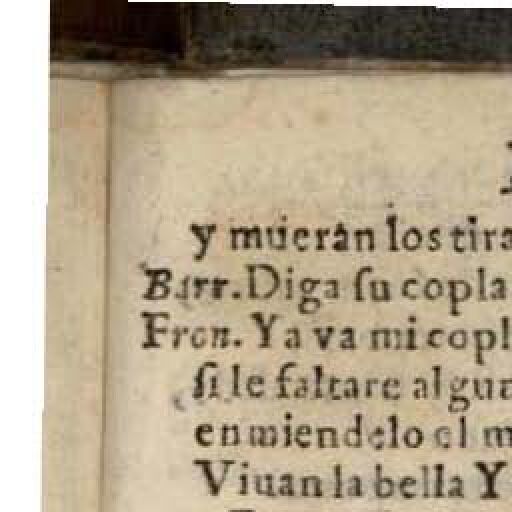 y mueran los tira
Barr. Diga ſu copla
Fron. Ya va mi copl
ſi le faltare algun
enmiendelo el m
Viuan la bella Y